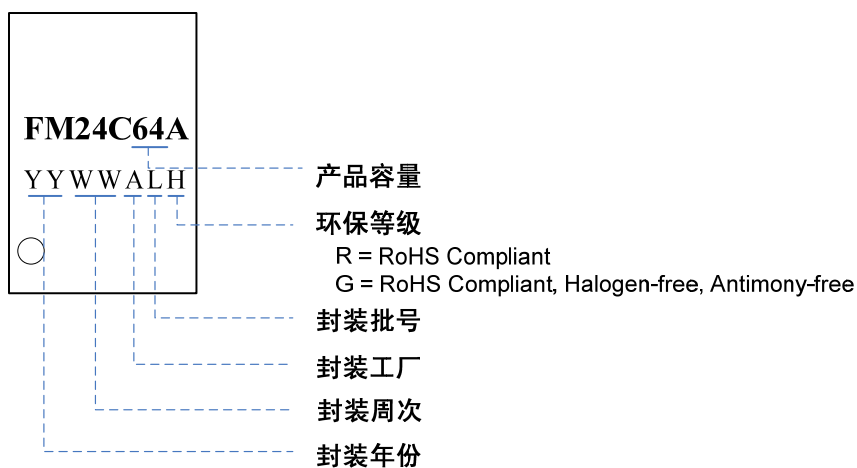 FM24C64A
YYWWALH
产品容量
环保等级
R = RoHS Compliant
G = RoHS Compliant, Halogen-free, Antimony-free
封装批号
封装工厂
封装周次
封装年份